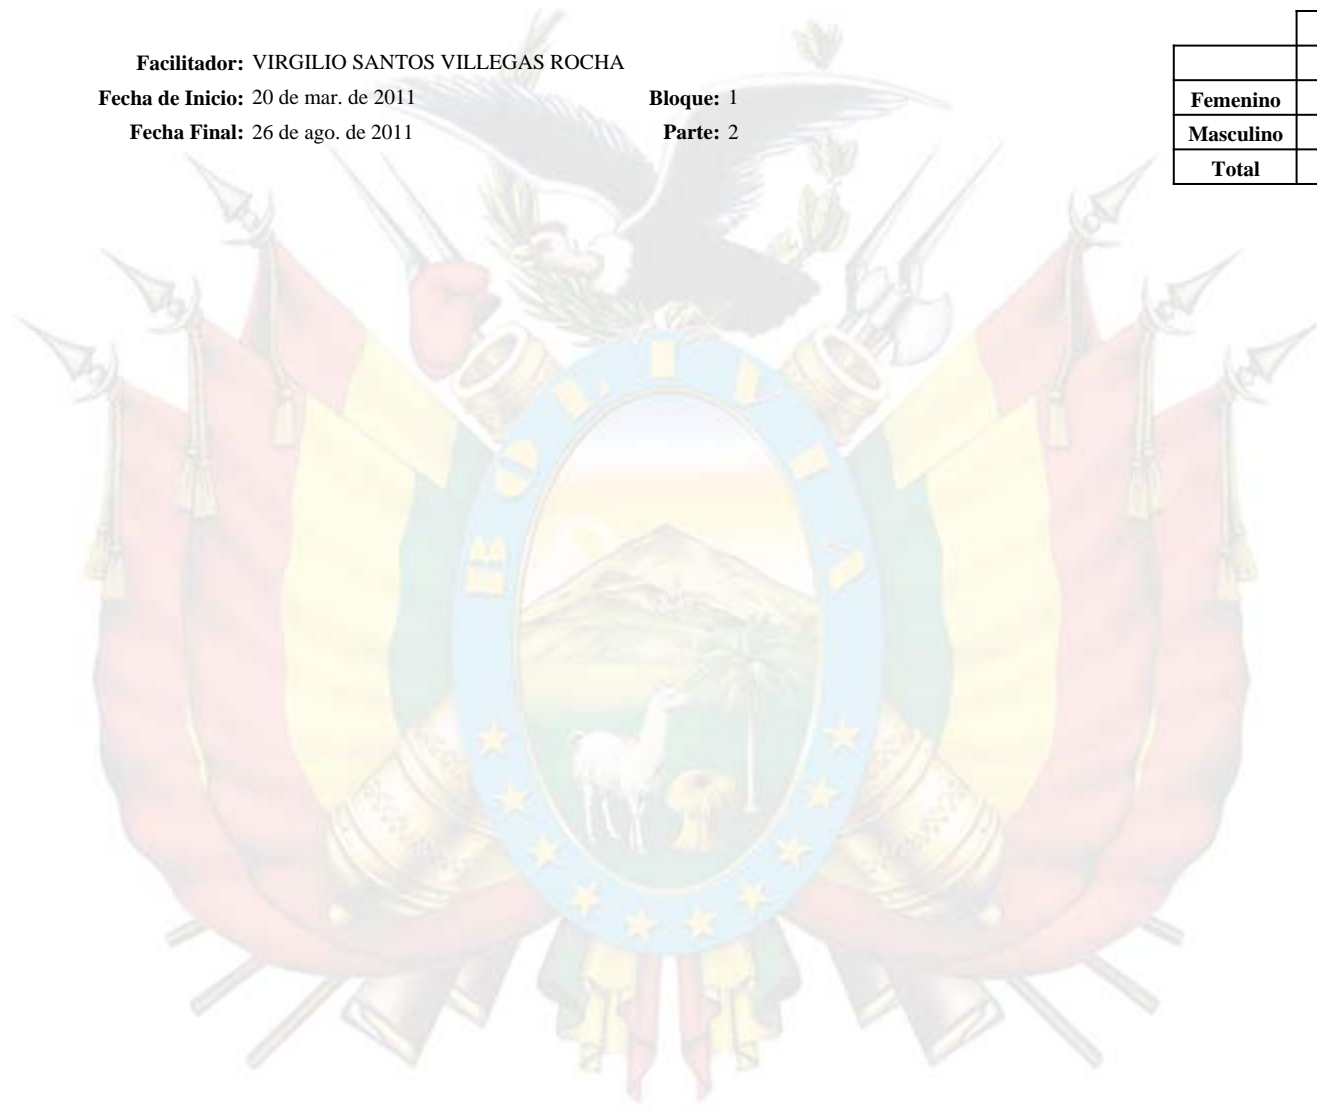 Facilitador: VIRGILIO SANTOS VILLEGAS ROCHA
Fecha de Inicio: 20 de mar. de 2011 Bloque: 1
Fecha Final: 26 de ago. de 2011 Parte: 2
Femenino
Masculino
Total
BOLIVIA